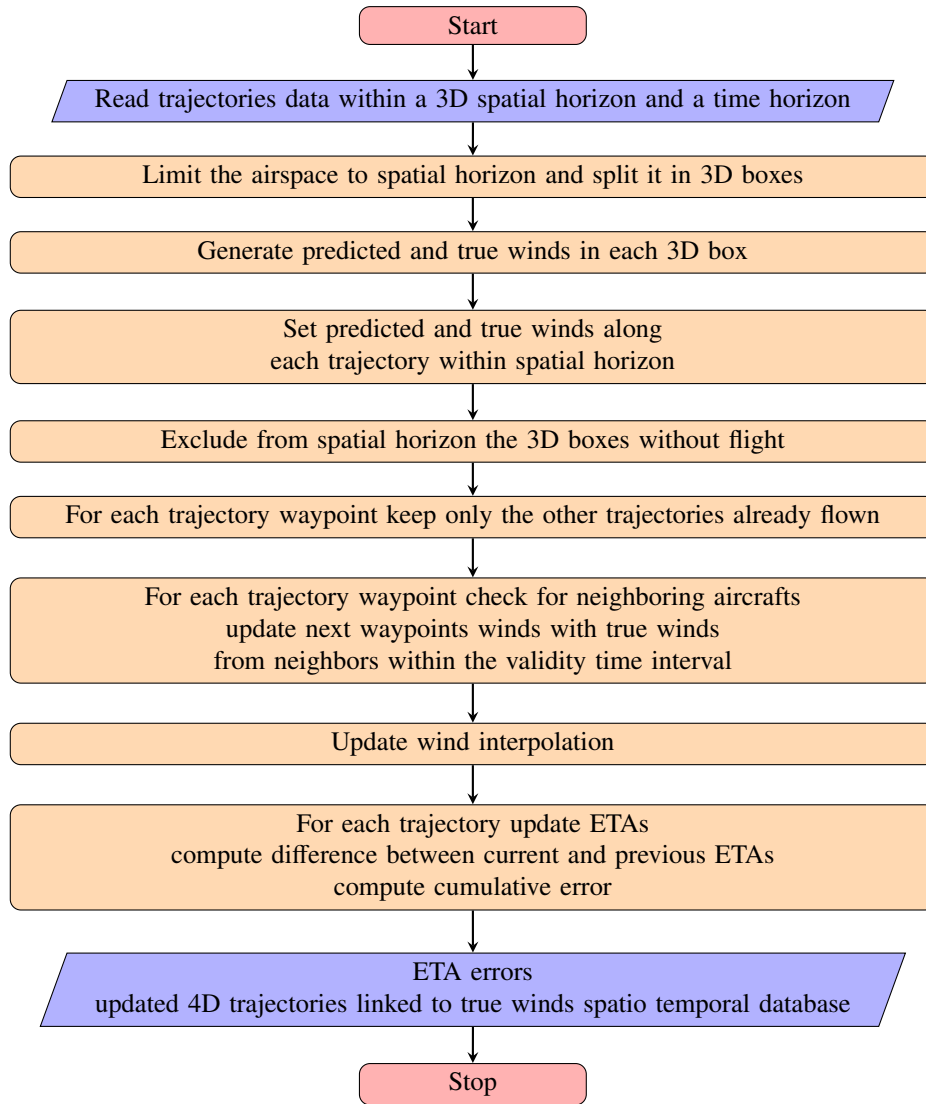 Start
Read trajectories data within a 3D spatial horizon and a time horizon
Limit the airspace to spatial horizon and split it in 3D boxes
Generate predicted and true winds in each 3D box
Set predicted and true winds along
each trajectory within spatial horizon
Exclude from spatial horizon the 3D boxes without flight
For each trajectory waypoint keep only the other trajectories already flown
For each trajectory waypoint check for neighboring aircrafts
update next waypoints winds with true winds
from neighbors within the validity time interval
Update wind interpolation
For each trajectory update ETAs
compute difference between current and previous ETAs
compute cumulative error
ETA errors
updated 4D trajectories linked to true winds spatio temporal database
Stop